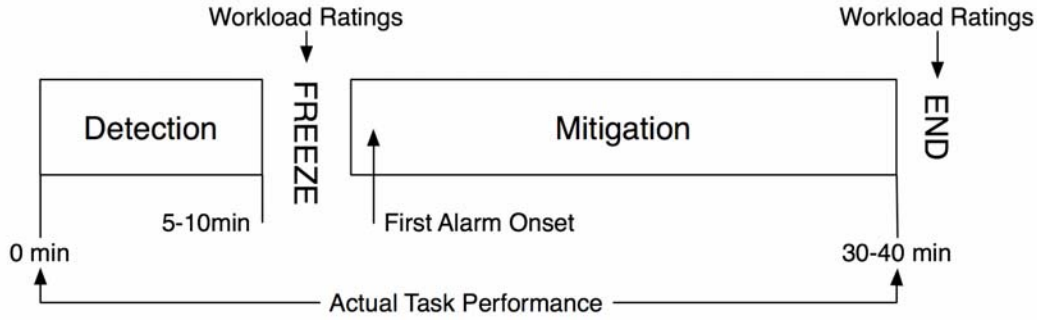 Workload Ratings
Workload Ratings
Detection
FREEZE
Mitigation
END
5-10min
First Alarm Onset
0 min
30-40 min
Actual Task Performance